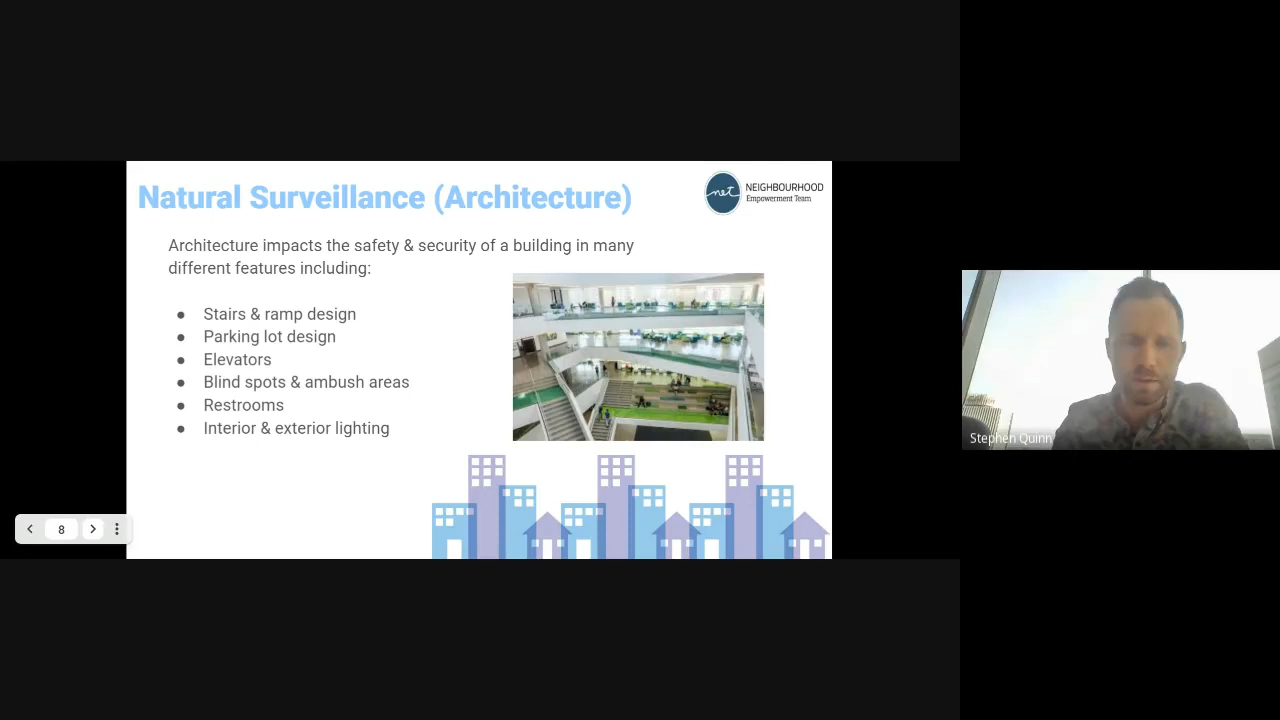 Natural Surveillance (Architecture)
net
NEIGHBOURHOOD
Empowerment Team
Architecture impacts the safety & security of a building in many
different features including:
● Stairs & ramp design
● Parking lot design
● Elevators
● Blind spots & ambush areas
● Restrooms
● Interior & exterior lighting
Stephen Quinn
8